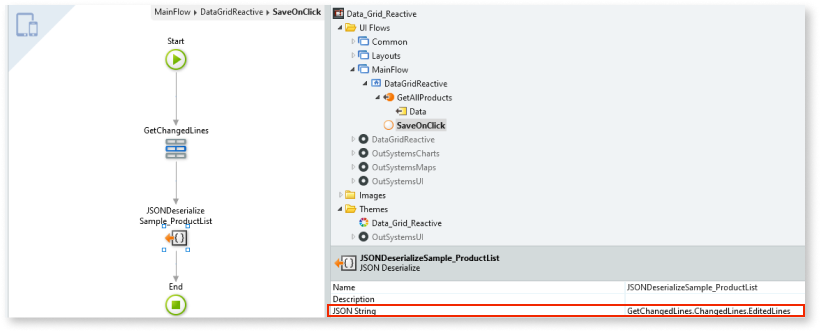 MainFlow ▸ DataGridReactive ▸ SaveOnClick
Start
GetChangedLines
JSONDeserialize
Sample_ProductList
End
Data_Grid_Reactive
UI Flows
Common
Layouts
MainFlow
DataGridReactive
GetAllProducts
Data
SaveOnClick
DataGridReactive
OutSystemsCharts
OutSystemsMaps
OutSystemsUI
Images
Themes
Data_Grid_Reactive
OutSystemsUI
JSONDeserializeSample_ProductList
JSON Deserialize
Name JSONDeserializeSample_ProductList
Description
JSON String GetChangedLines.ChangedLines.EditedLines